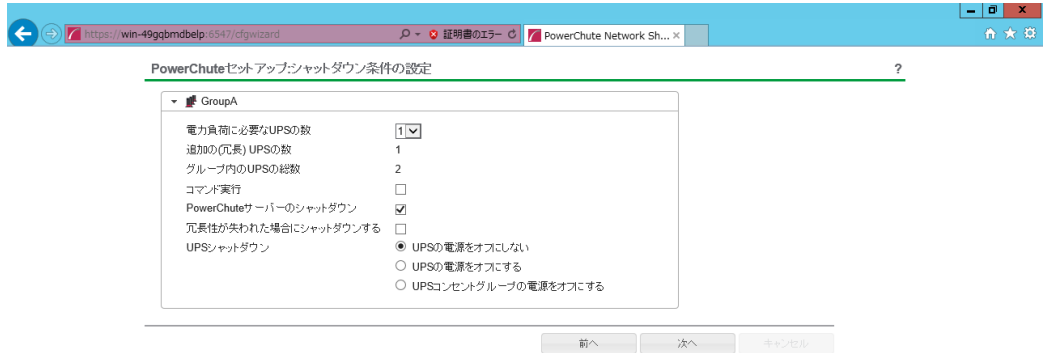 https://win-49gqbmdbelp:6547/cfgwizard 証明書のエラー PowerChute Network Sh... ×
PowerChuteセットアップ:シャットダウン条件の設定 ?
GroupA
電力負荷に必要なUPSの数 1
追加の(冗長) UPSの数 1
グループ内のUPSの総数 2
コマンド実行
PowerChuteサーバーのシャットダウン
冗長性が失われた場合にシャットダウンする
UPSシャットダウン UPSの電源をオフにしない
UPSの電源をオフにする
UPSコンセントグループの電源をオフにする
前へ 次へ キャンセル